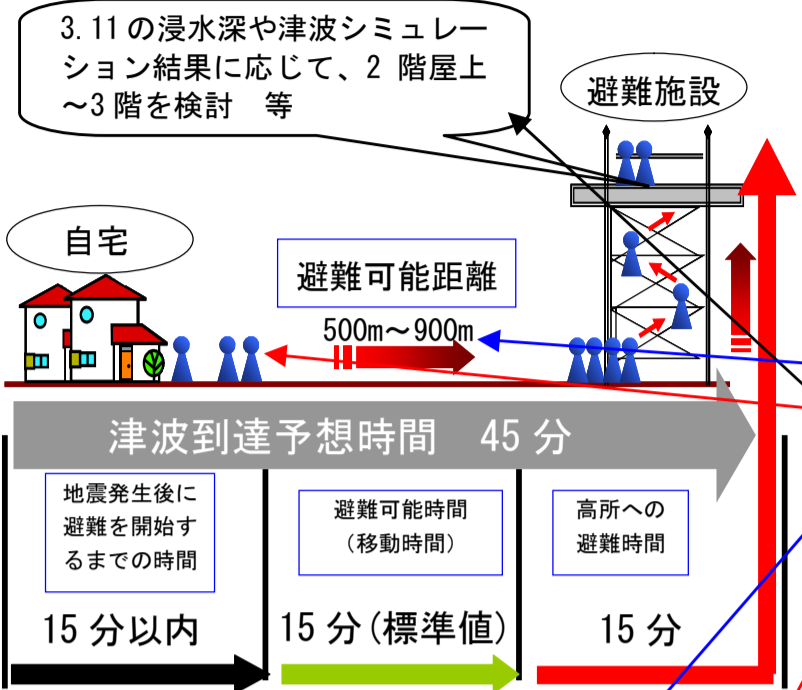 3.11の浸水深や津波シミュレー
ション結果に応じて、2 階屋上
～3階を検討　等
避難施設
自宅
避難可能距離
500m～900m
津波到達予想時間　45 分
地震発生後に
避難を開始す
るまでの時間
避難可能時間
（移動時間）
高所への
避難時間
15 分以内
15 分(標準値)
15 分